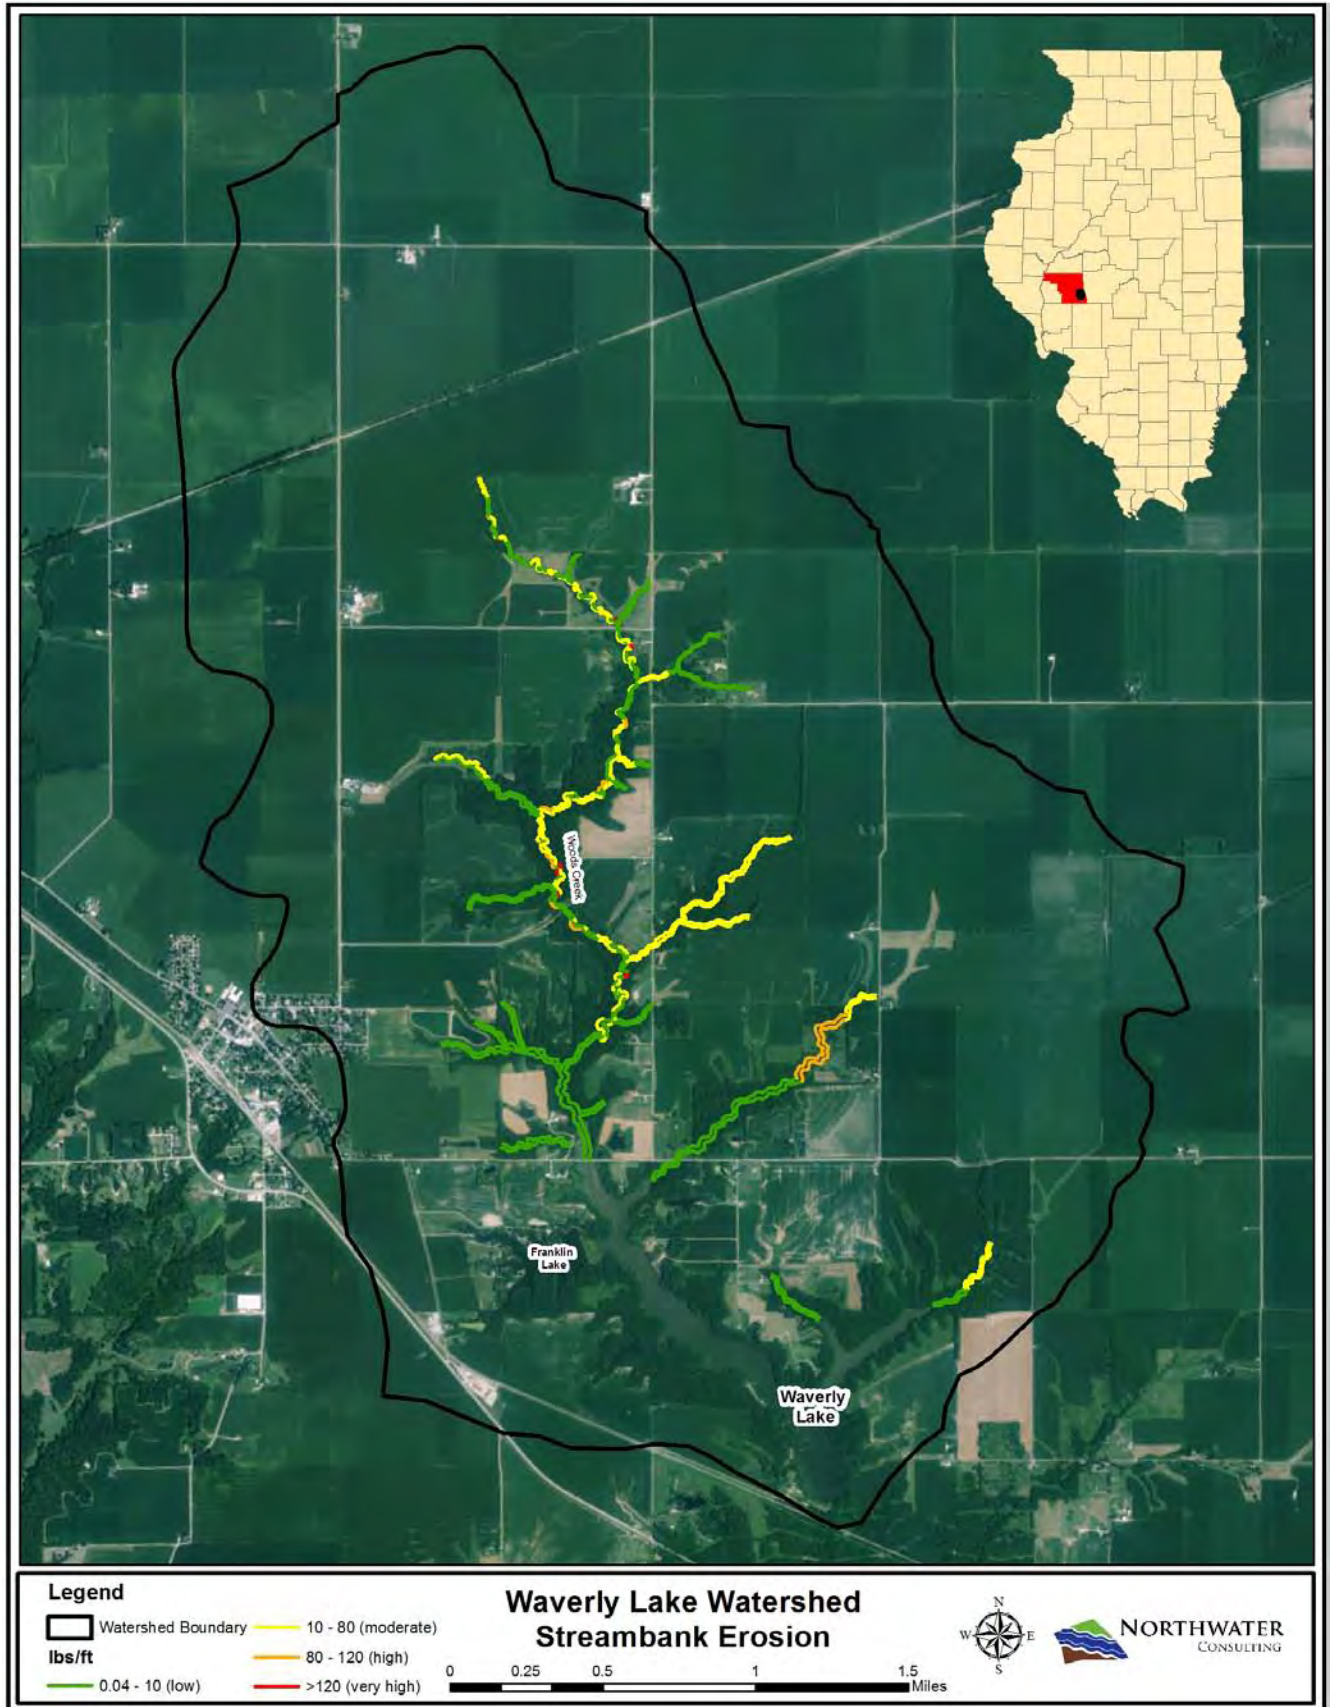 Woods Creek
Franklin
Lake
Waverly
Lake
Legend
Watershed Boundary
lbs/ft
0.04 - 10 (low)
10 - 80 (moderate)
80 - 120 (high)
>120 (very high)
Waverly Lake Watershed
Streambank Erosion
0 0.25 0.5 1 1.5
Miles
N
W E
S
NORTHWATER
CONSULTING